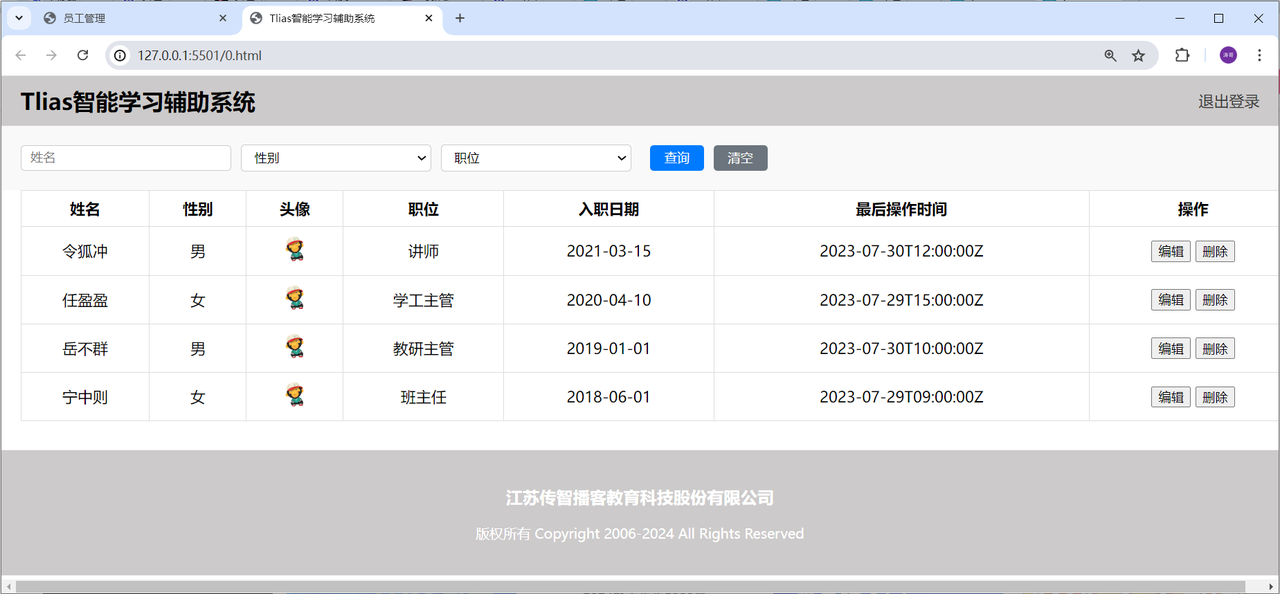 员工管理
Tlias智能学习辅助系统
127.0.0.1:5501/0.html
Tlias智能学习辅助系统 退出登录
姓名 性别 职位 查询 清空
姓名 性别 头像 职位 入职日期 最后操作时间 操作
令狐冲 男 讲师 2021-03-15 2023-07-30T12:00:00Z 编辑 删除
任盈盈 女 学工主管 2020-04-10 2023-07-29T15:00:00Z 编辑 删除
岳不群 男 教研主管 2019-01-01 2023-07-30T10:00:00Z 编辑 删除
宁中则 女 班主任 2018-06-01 2023-07-29T09:00:00Z 编辑 删除
江苏传智播客教育科技股份有限公司
版权所有 Copyright 2006-2024 All Rights Reserved